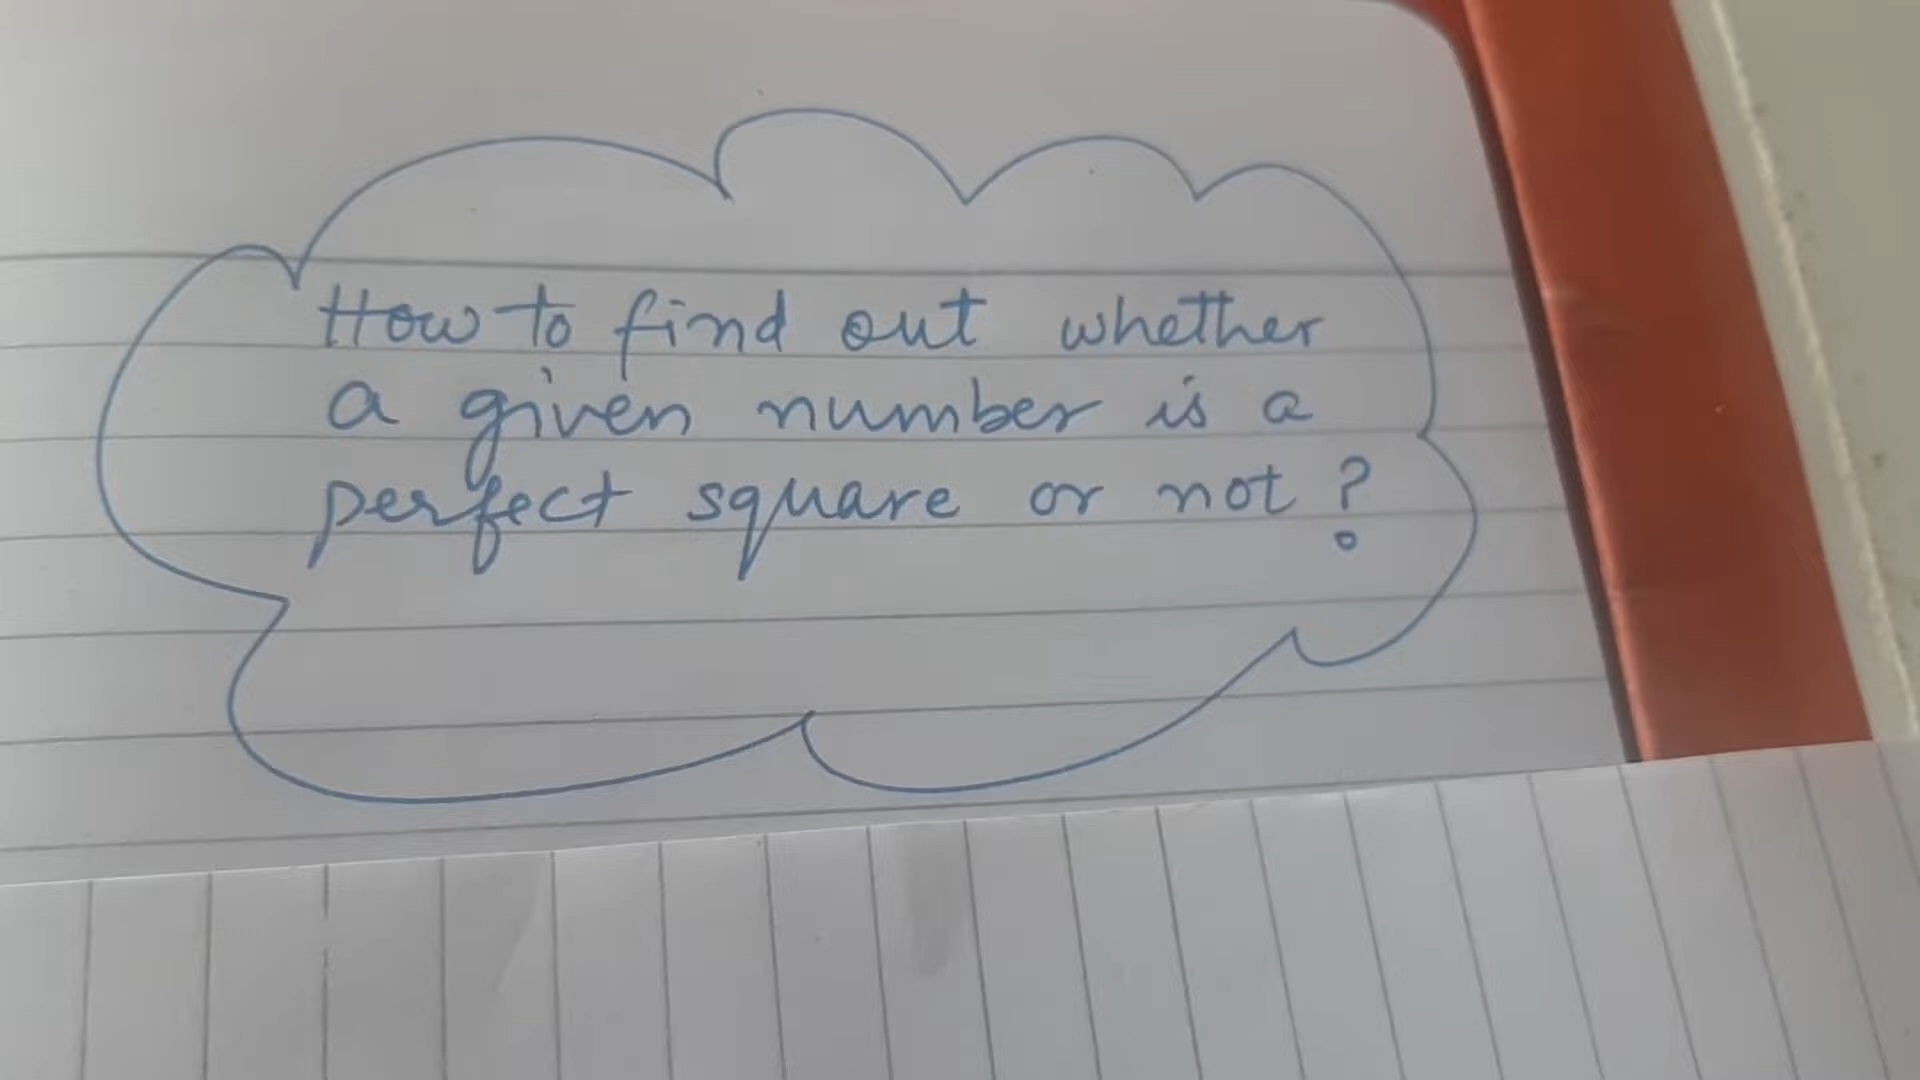 How to find out whether
a given number is a
perfect square or not ?